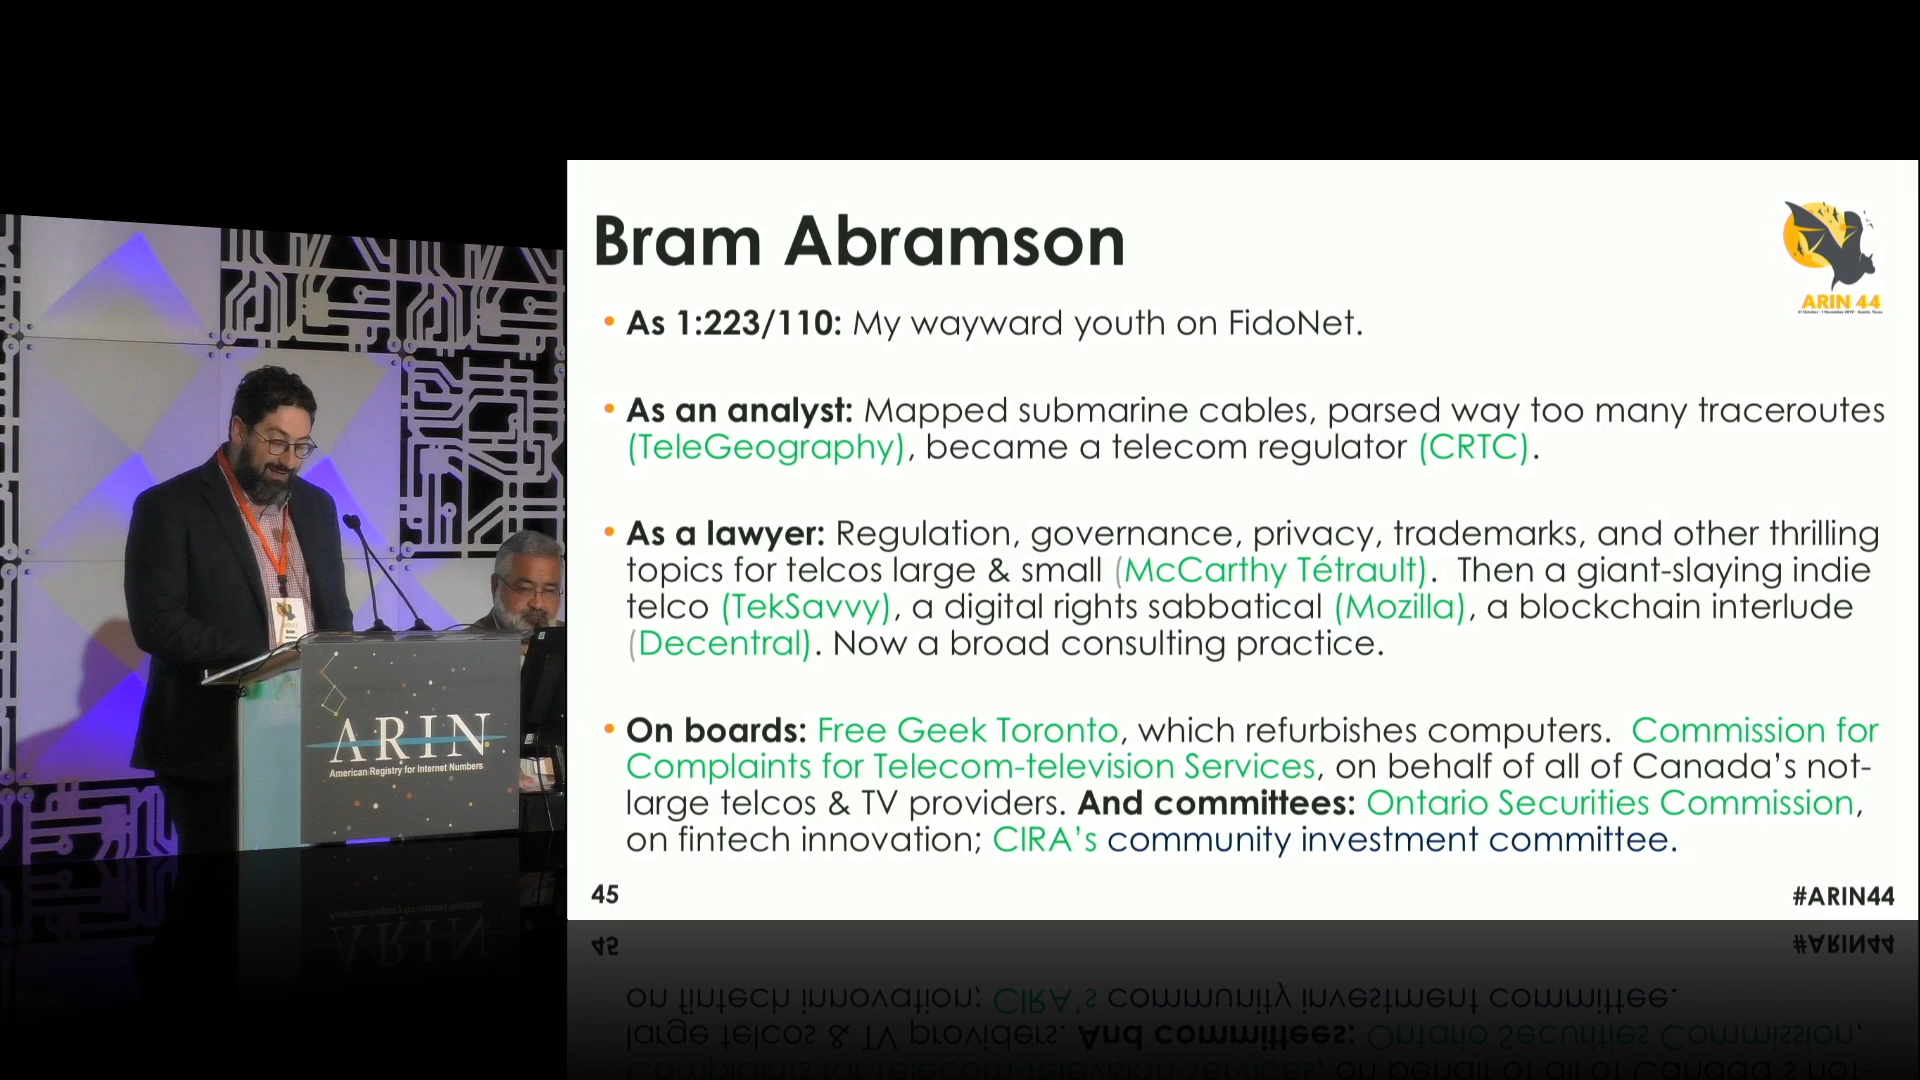 Bram Abramson
ARIN 44
• As 1:223/110: My wayward youth on FidoNet.
• As an analyst: Mapped submarine cables, parsed way too many traceroutes
(TeleGeography), became a telecom regulator (CRTC).
• As a lawyer: Regulation, governance, privacy, trademarks, and other thrilling
topics for telcos large & small (McCarthy Tétrault). Then a giant-slaying indie
telco (TekSavvy), a digital rights sabbatical (Mozilla), a blockchain interlude
(Decentral). Now a broad consulting practice.
• On boards: Free Geek Toronto, which refurbishes computers. Commission for
Complaints for Telecom-television Services, on behalf of all of Canada's not-
large telcos & TV providers. And committees: Ontario Securities Commission,
on fintech innovation; CIRA's community investment committee.
45
#ARIN44
ARIN
American Registry for Internet Numbers